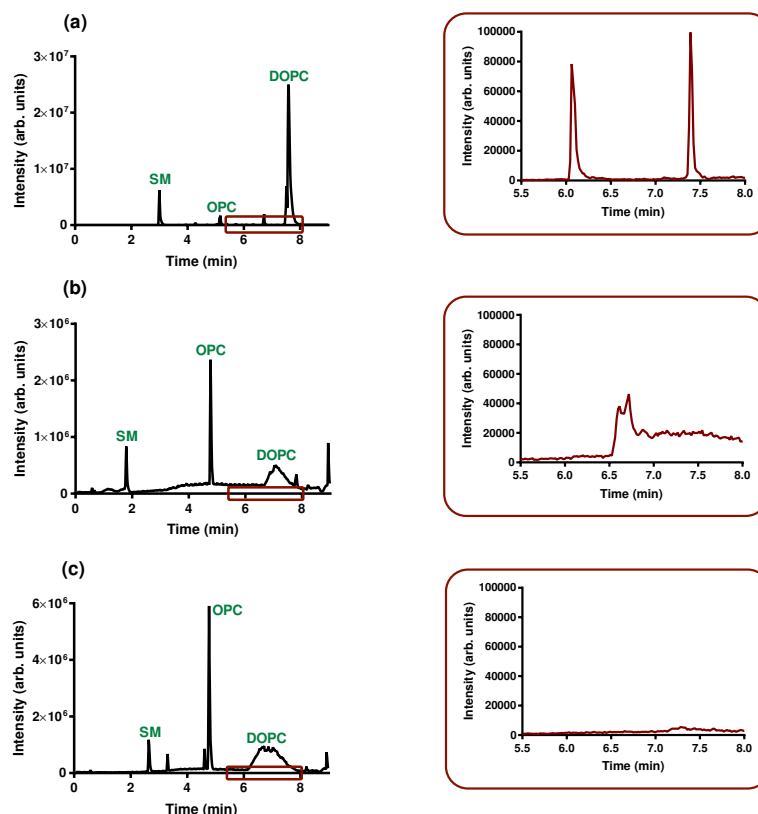 (a)
Intensity (arb. units)
3×10⁷
2×10⁷
1×10⁷
0
SM
OPC
DOPC
0 2 4 6 8
Time (min)
Intensity (arb. units)
100000
80000
60000
40000
20000
0
5.5 6.0 6.5 7.0 7.5 8.0
Time (min)
(b)
Intensity (arb. units)
3×10⁶
2×10⁶
1×10⁶
0
SM
OPC
DOPC
0 2 4 6 8
Time (min)
Intensity (arb. units)
100000
80000
60000
40000
20000
0
5.5 6.0 6.5 7.0 7.5 8.0
Time (min)
(c)
Intensity (arb. units)
6×10⁶
4×10⁶
2×10⁶
0
SM
OPC
DOPC
0 2 4 6 8
Time (min)
Intensity (arb. units)
100000
80000
60000
40000
20000
0
5.5 6.0 6.5 7.0 7.5 8.0
Time (min)